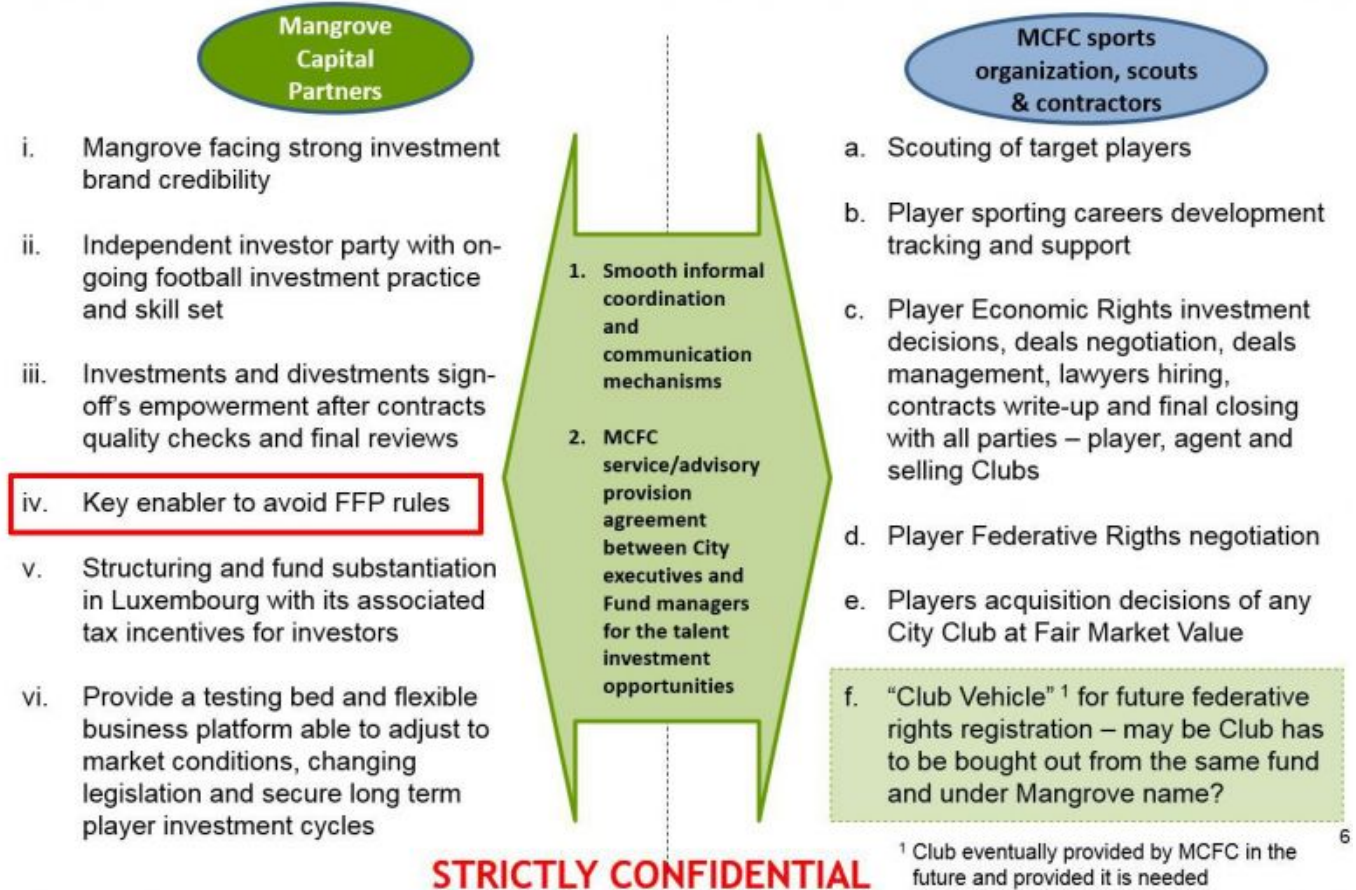 Mangrove
Capital
Partners
i. Mangrove facing strong investment
brand credibility
ii. Independent investor party with on-
going football investment practice
and skill set
iii. Investments and divestments sign-
off's empowerment after contracts
quality checks and final reviews
iv. Key enabler to avoid FFP rules
v. Structuring and fund substantiation
in Luxembourg with its associated
tax incentives for investors
vi. Provide a testing bed and flexible
business platform able to adjust to
market conditions, changing
legislation and secure long term
player investment cycles
1. Smooth informal
coordination
and
communication
mechanisms
2. MCFC
service/advisory
provision
agreement
between City
executives and
Fund managers
for the talent
investment
opportunities
MCFC sports
organization, scouts
& contractors
a. Scouting of target players
b. Player sporting careers development
tracking and support
c. Player Economic Rights investment
decisions, deals negotiation, deals
management, lawyers hiring,
contracts write-up and final closing
with all parties – player, agent and
selling Clubs
d. Player Federative Rigths negotiation
e. Players acquisition decisions of any
City Club at Fair Market Value
f. “Club Vehicle” ¹ for future federative
rights registration – may be Club has
to be bought out from the same fund
and under Mangrove name?
6
¹ Club eventually provided by MCFC in the
future and provided it is needed
STRICTLY CONFIDENTIAL